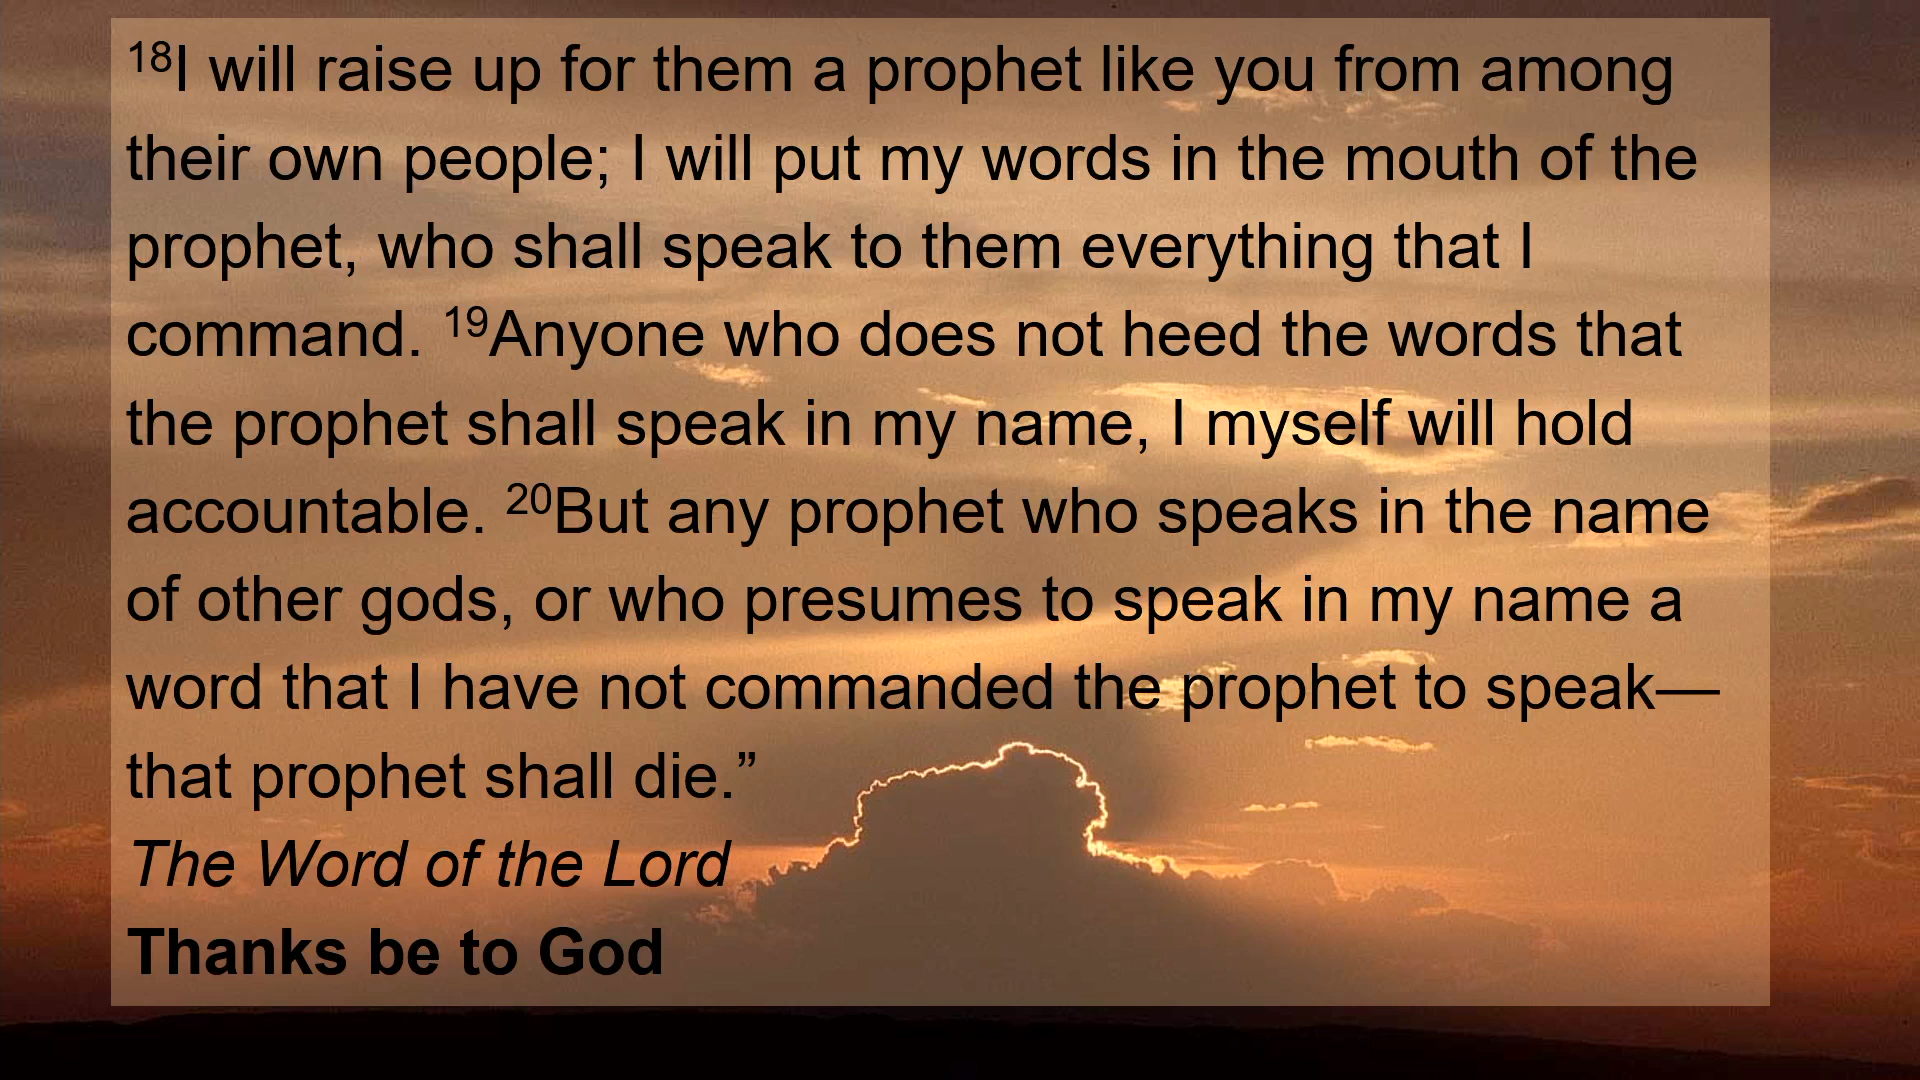 18I will raise up for them a prophet like you from among
their own people; I will put my words in the mouth of the
prophet, who shall speak to them everything that I
command. 19Anyone who does not heed the words that
the prophet shall speak in my name, I myself will hold
accountable. 20But any prophet who speaks in the name
of other gods, or who presumes to speak in my name a
word that I have not commanded the prophet to speak—
that prophet shall die.”
The Word of the Lord
Thanks be to God